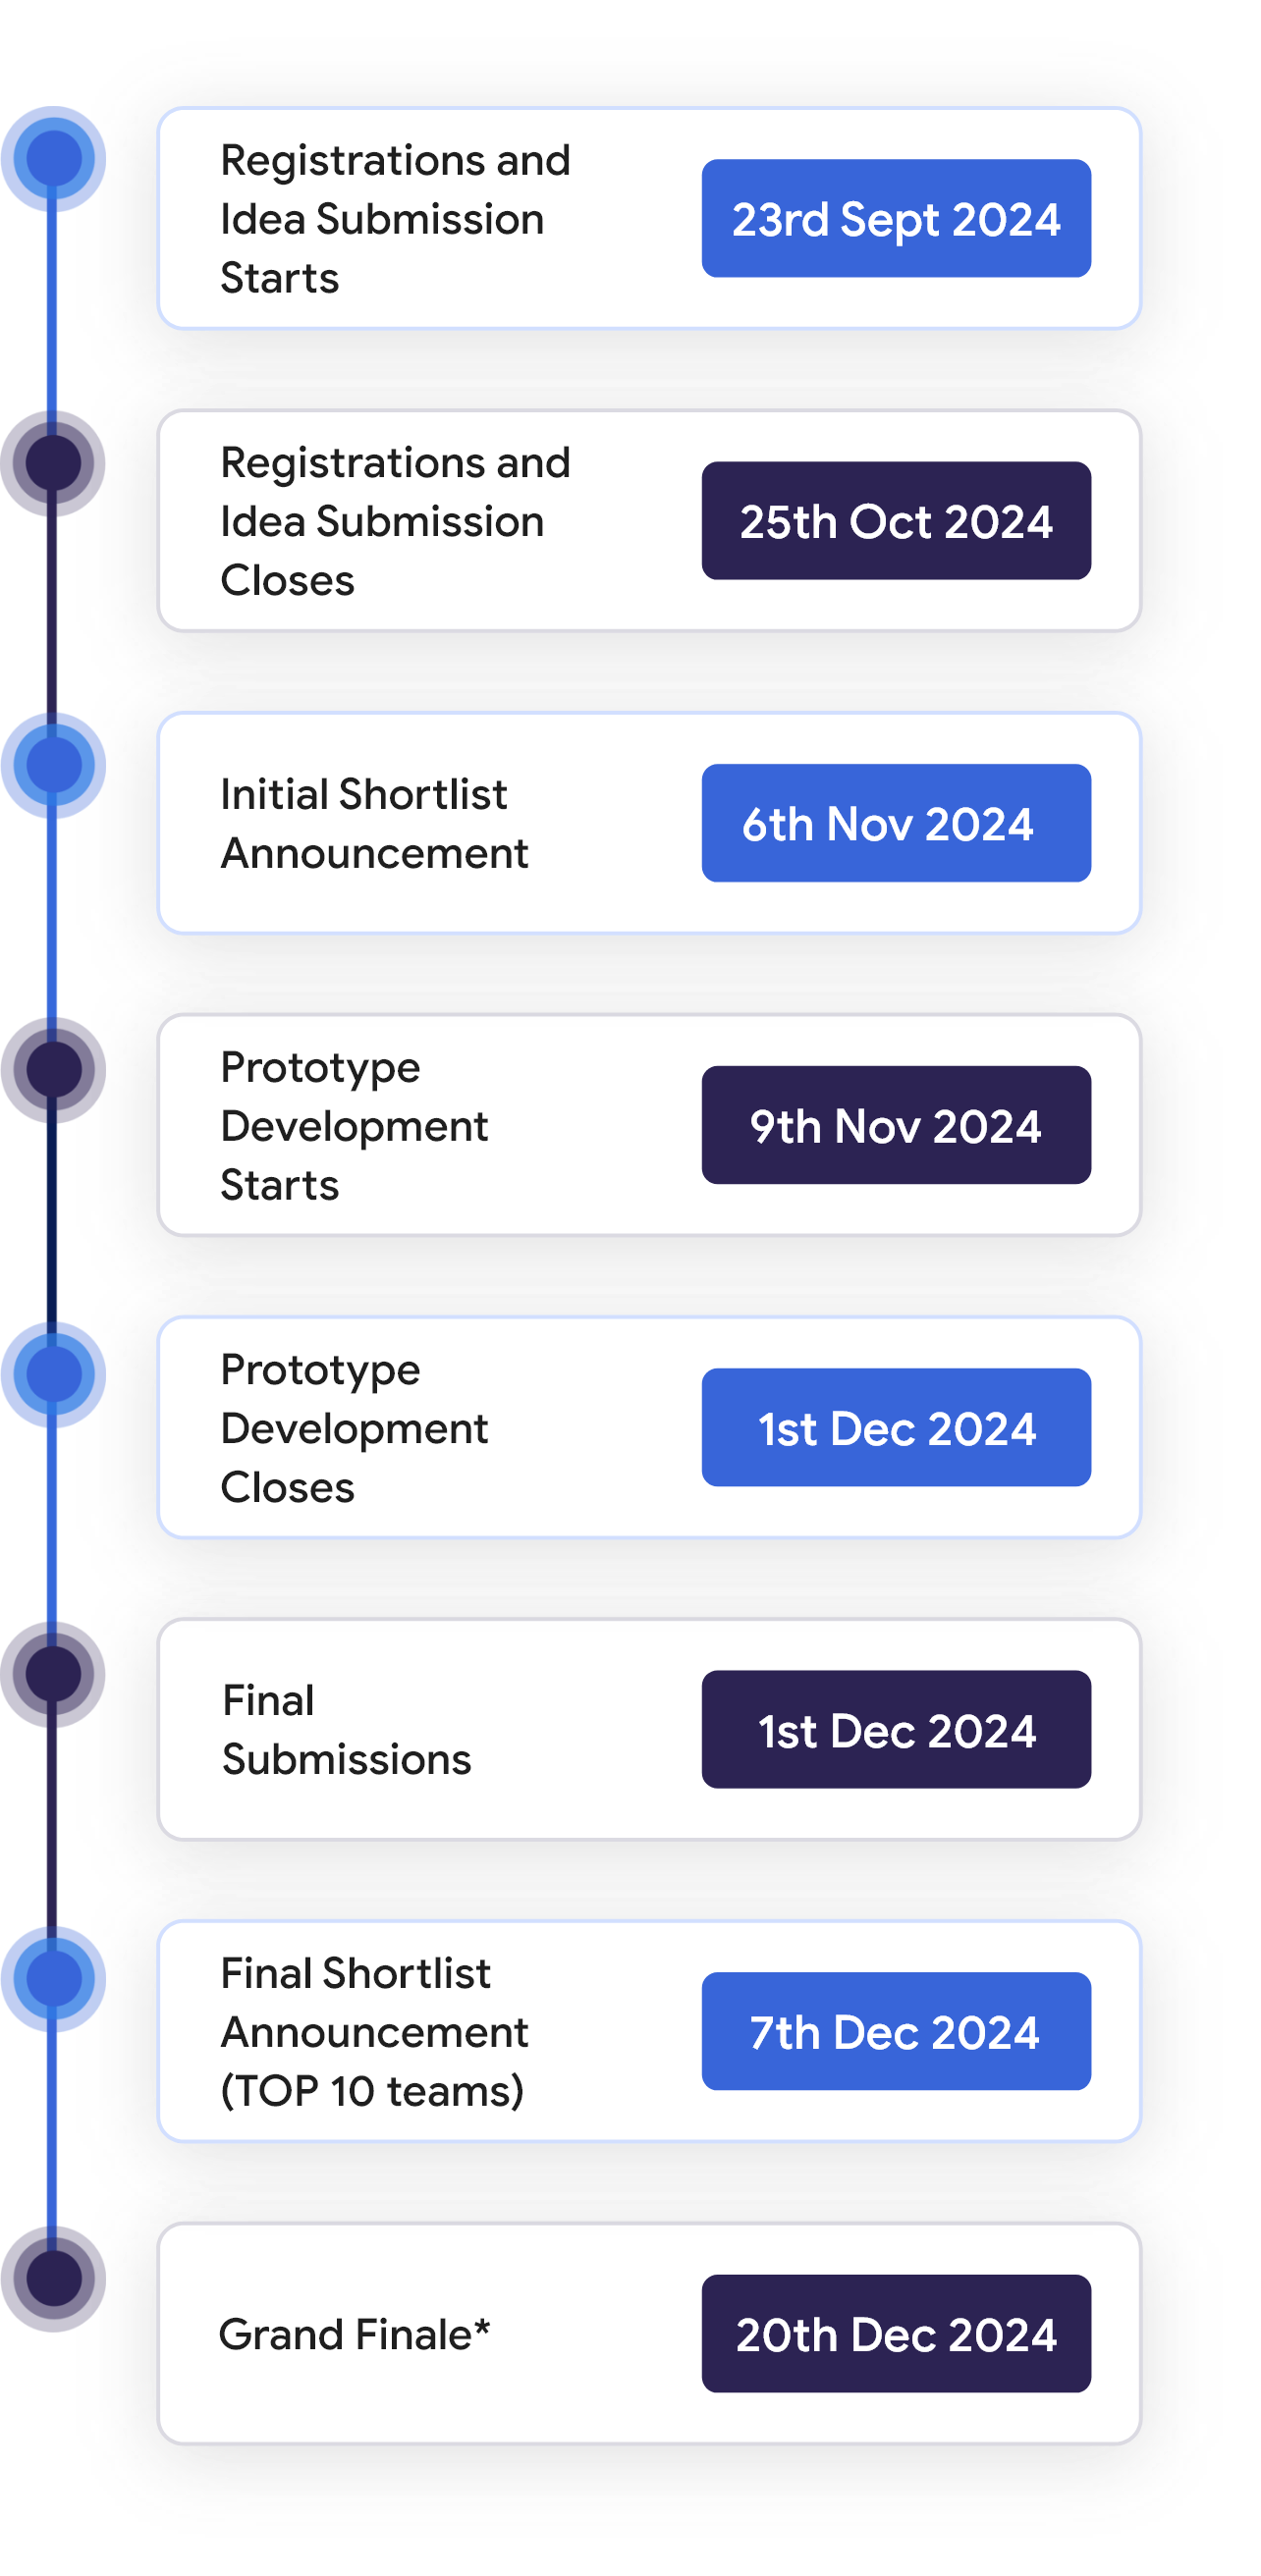 Registrations and
Idea Submission
Starts
23rd Sept 2024
Registrations and
Idea Submission
Closes
25th Oct 2024
Initial Shortlist
Announcement
6th Nov 2024
Prototype
Development
Starts
9th Nov 2024
Prototype
Development
Closes
1st Dec 2024
Final
Submissions
1st Dec 2024
Final Shortlist
Announcement
(TOP 10 teams)
7th Dec 2024
Grand Finale*
20th Dec 2024